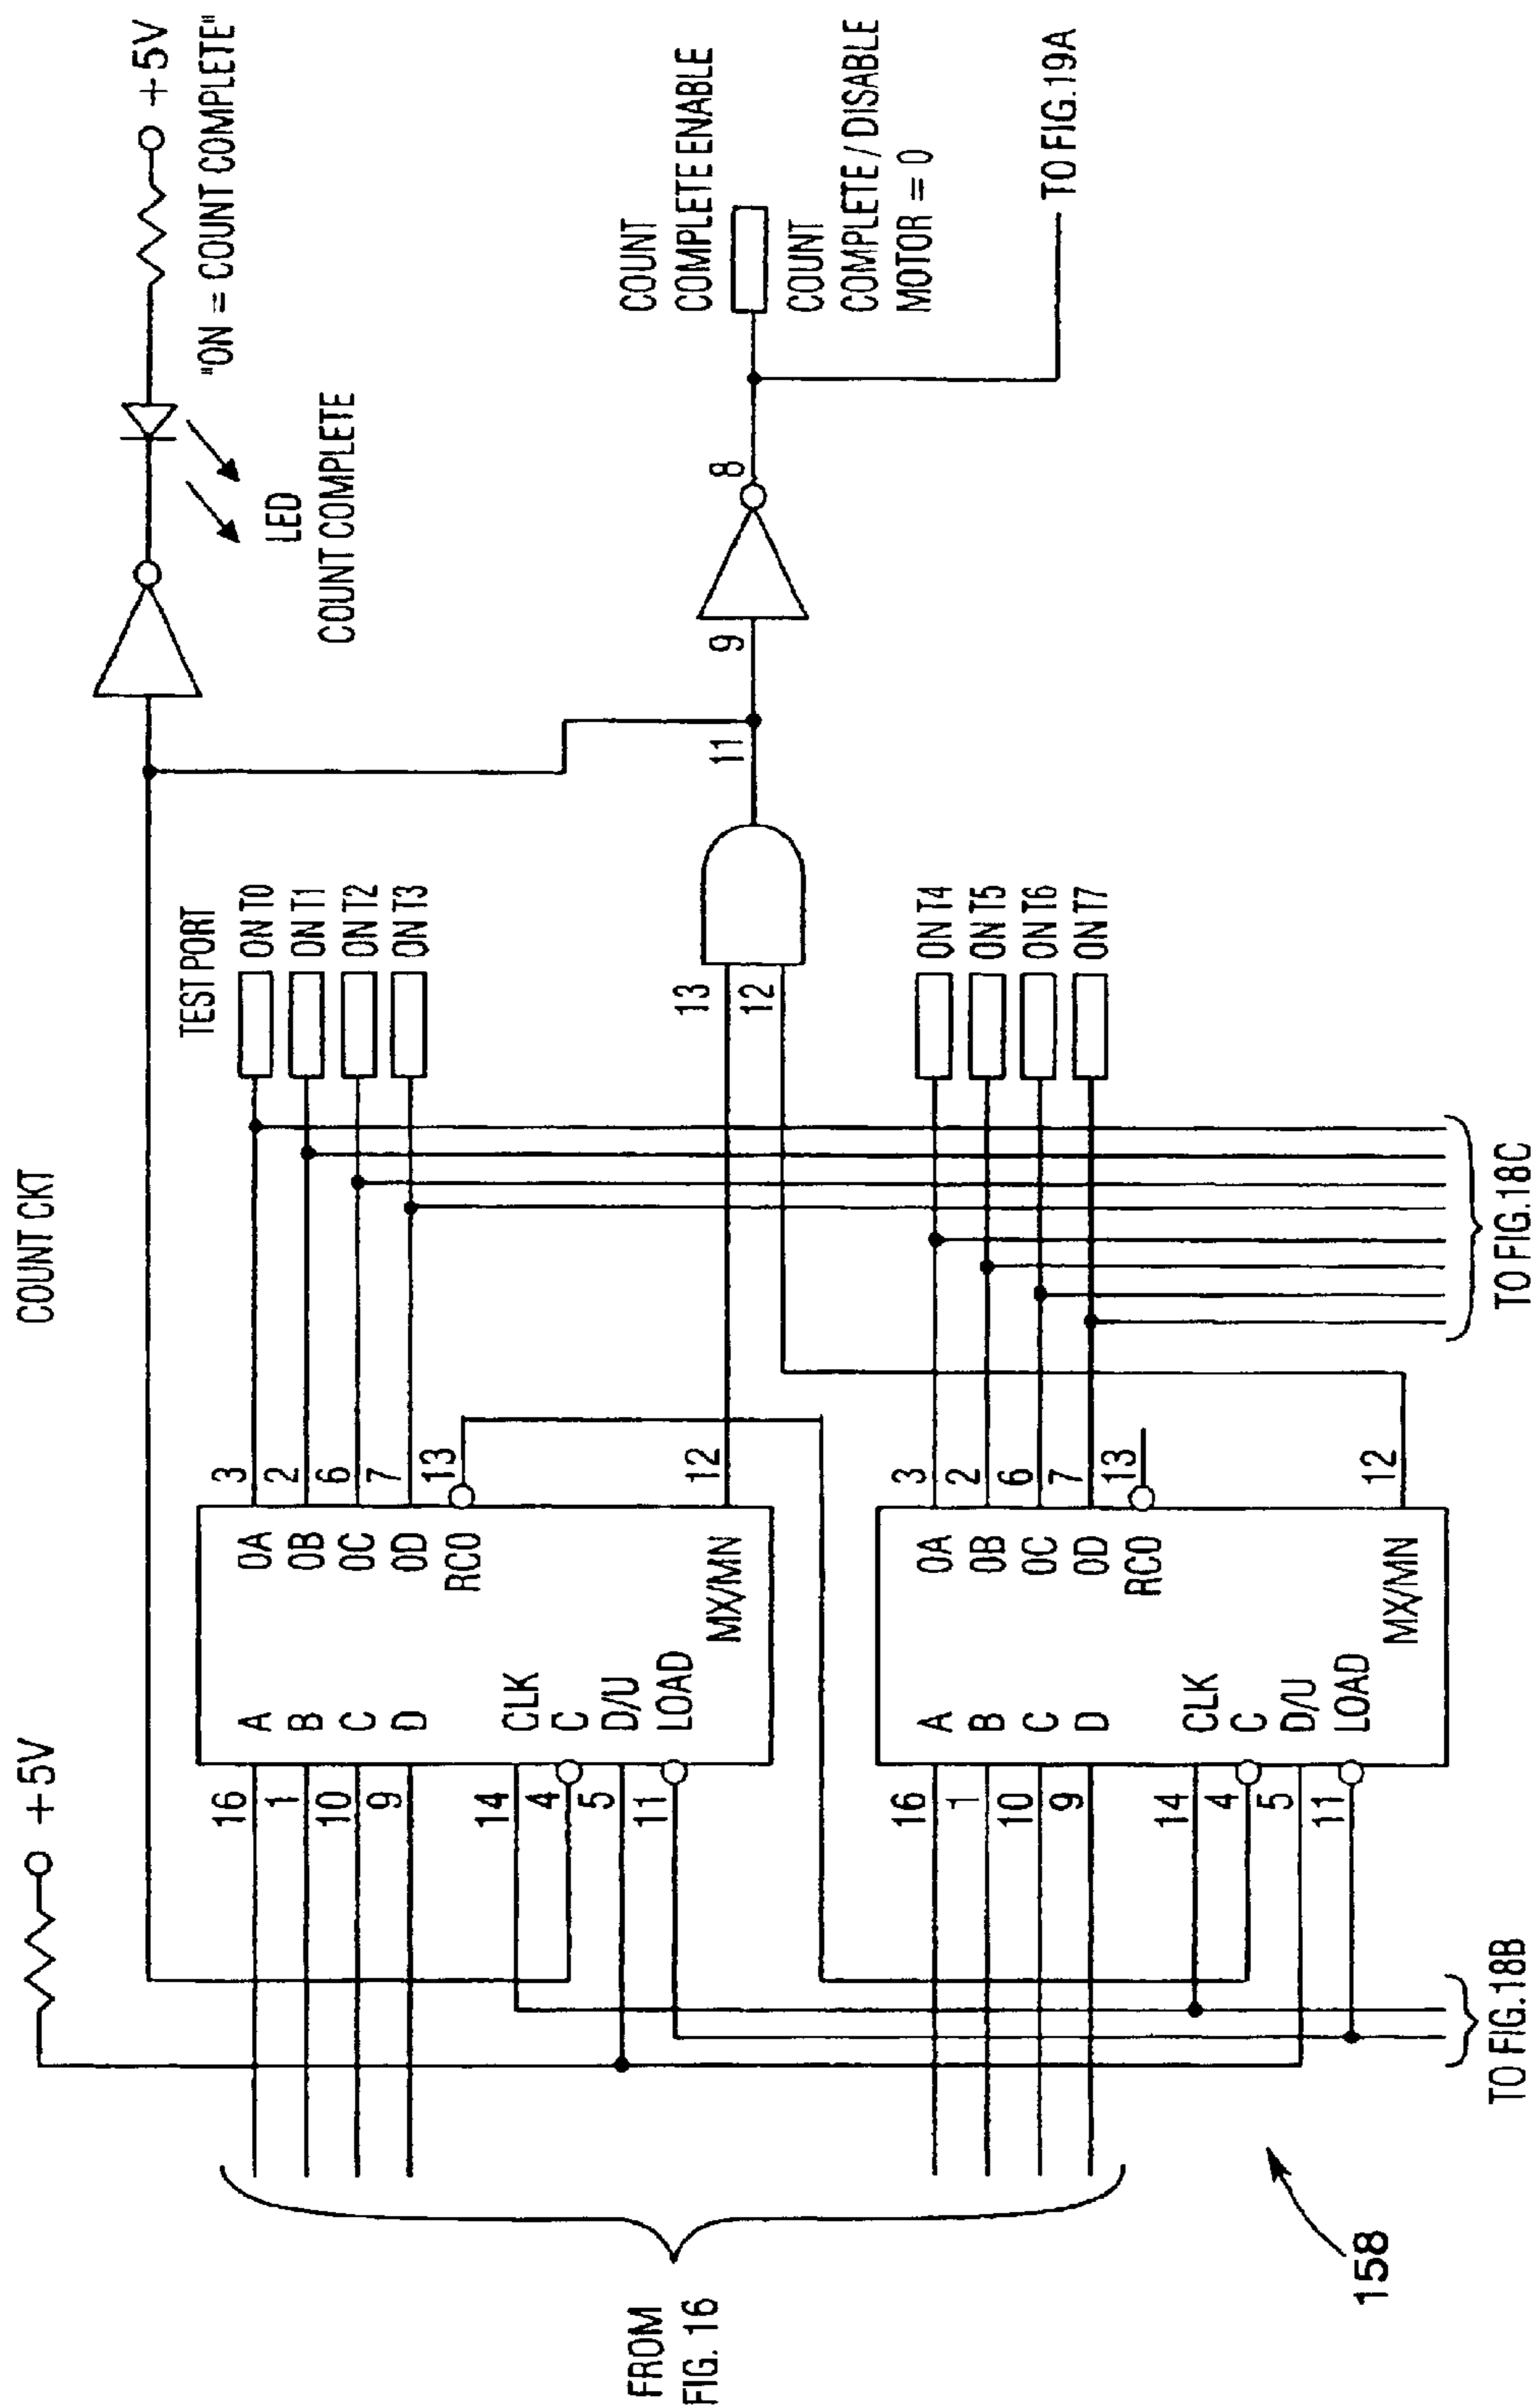 COUNT CKT
+5V
+5V
"ON = COUNT COMPLETE"
LED
COUNT COMPLETE
TEST PORT
ON T0
ON T1
ON T2
ON T3
16
1
10
9
14
4
5
11
A
B
C
D
CLK
C
D/U
LOAD
0A
0B
0C
0D
RCO
MX/MN
3
2
6
7
13
12
13
12
11
9
8
COUNT
COMPLETE ENABLE
COUNT
COMPLETE/DISABLE
MOTOR = 0
TO FIG.19A
FROM
FIG. 16
16
1
10
9
14
4
5
11
A
B
C
D
CLK
C
D/U
LOAD
0A
0B
0C
0D
RCO
MX/MN
3
2
6
7
13
12
ON T4
ON T5
ON T6
ON T7
158
TO FIG.18B
TO FIG.18C